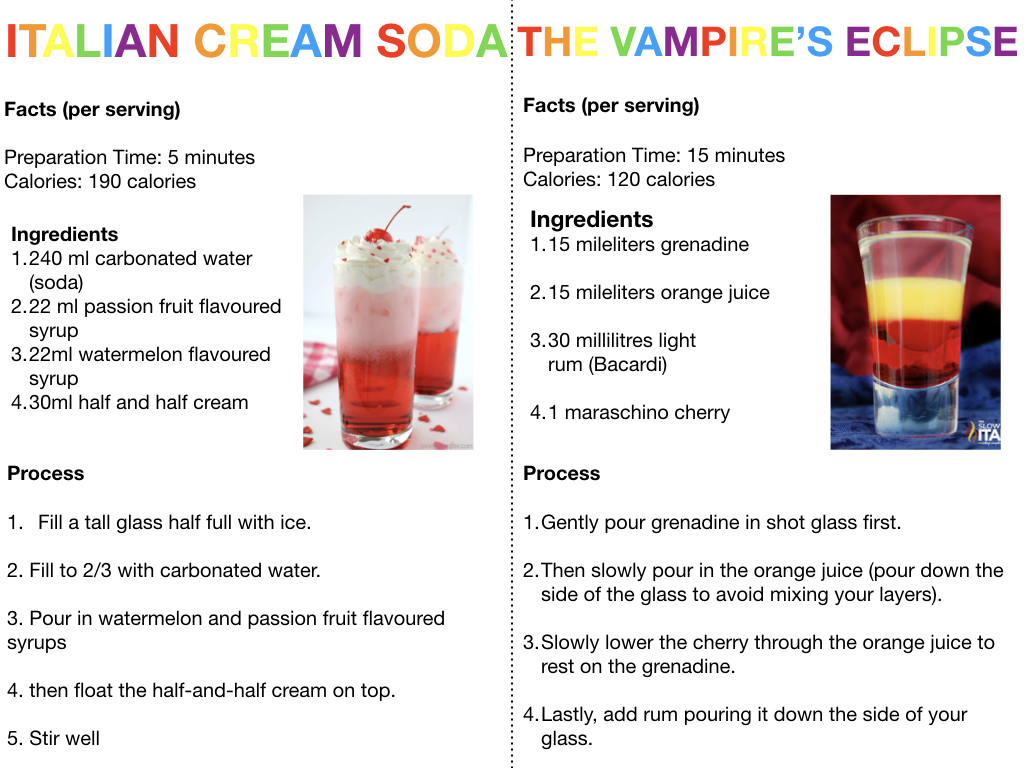 ITALIAN CREAM SODA
Facts (per serving)
Preparation Time: 5 minutes
Calories: 190 calories
Ingredients
1.240 ml carbonated water
(soda)
2.22 ml passion fruit flavoured
syrup
3.22ml watermelon flavoured
syrup
4.30ml half and half cream
Process
1. Fill a tall glass half full with ice.
2. Fill to 2/3 with carbonated water.
3. Pour in watermelon and passion fruit flavoured
syrups
4. then float the half-and-half cream on top.
5. Stir well
THE VAMPIRE’S ECLIPSE
Facts (per serving)
Preparation Time: 15 minutes
Calories: 120 calories
Ingredients
1.15 mileliters grenadine
2.15 mileliters orange juice
3.30 millilitres light
rum (Bacardi)
4.1 maraschino cherry
SLOW
ITA
Process
1.Gently pour grenadine in shot glass first.
2.Then slowly pour in the orange juice (pour down the
side of the glass to avoid mixing your layers).
3.Slowly lower the cherry through the orange juice to
rest on the grenadine.
4.Lastly, add rum pouring it down the side of your
glass.